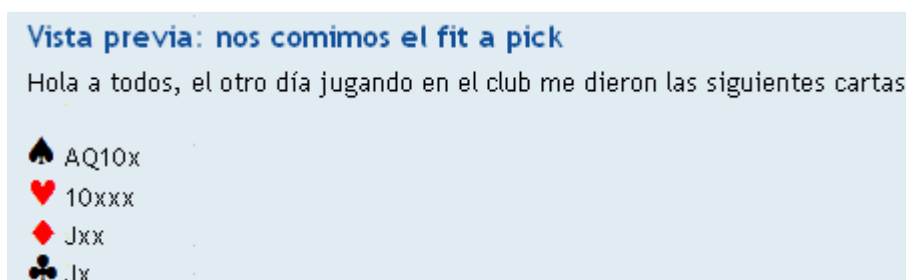 Vista previa: nos comimos el fit a pick
Hola a todos, el otro día jugando en el club me dieron las siguientes cartas
♠ AQ10x
♥ 10xxx
♦ Jxx
♣ Jx